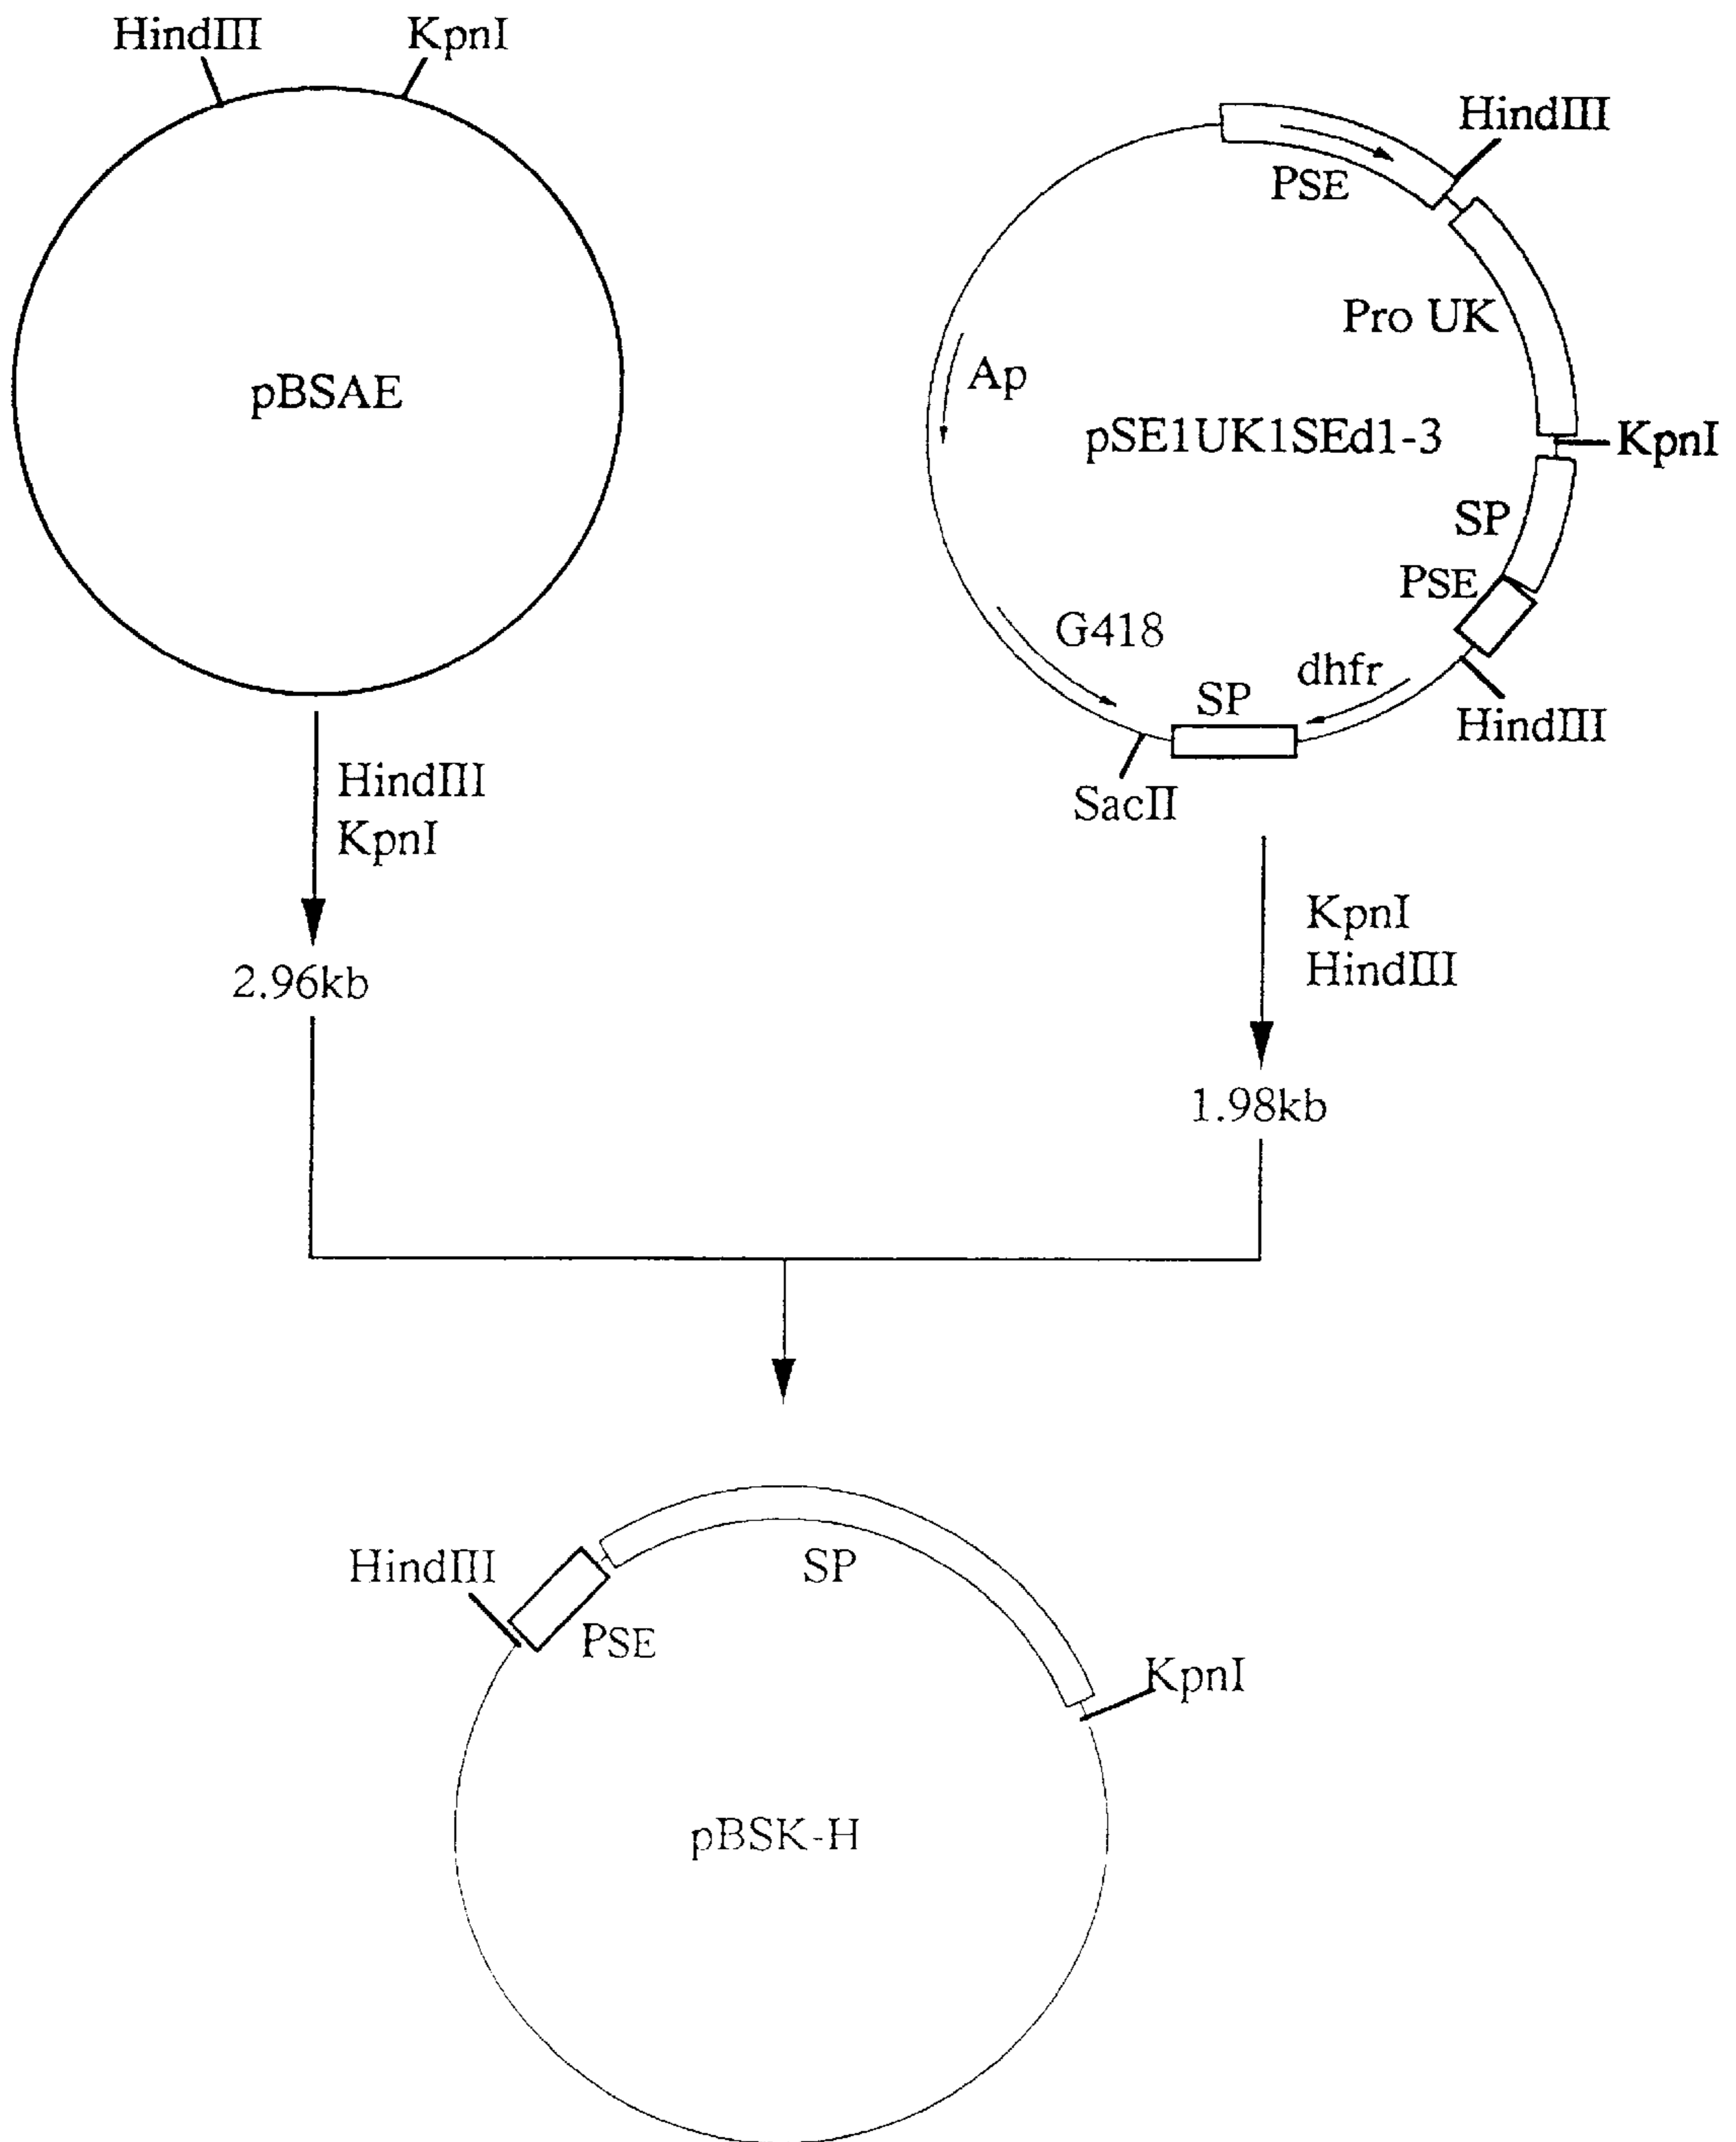 HindIII
KpnI
pBSAE
HindIII
KpnI
2.96kb
HindIII
PSE
Pro UK
Ap
pSE1UK1SEd1-3
KpnI
SP
PSE
G418
dhfr
SP
HindIII
SacII
KpnI
HindIII
1.98kb
HindIII
SP
PSE
KpnI
pBSK-H